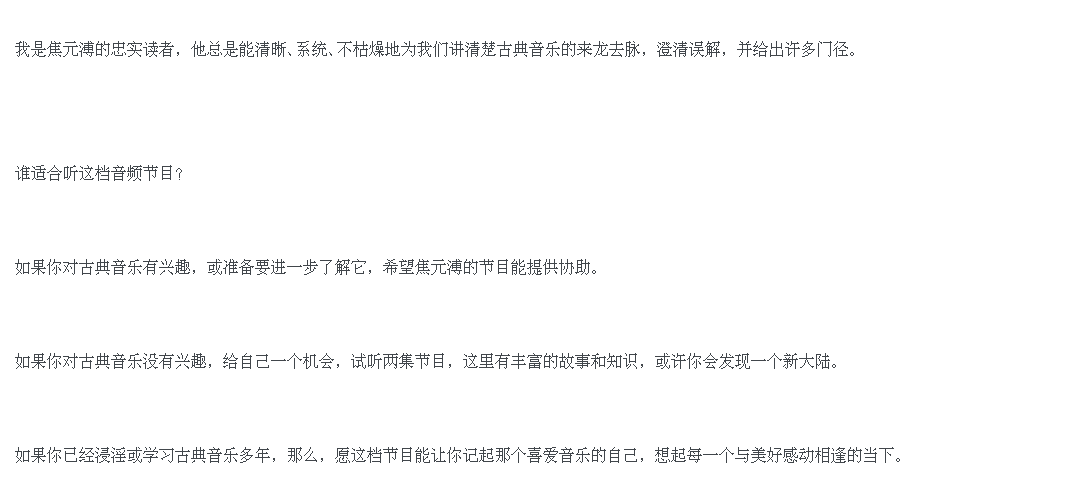 我是焦元溥的忠实读者，他总是能清晰、系统、不枯燥地为我们讲清楚古典音乐的来龙去脉，澄清误解，并给出许多门径。
谁适合听这档音频节目？
如果你对古典音乐有兴趣，或准备要进一步了解它，希望焦元溥的节目能提供协助。
如果你对古典音乐没有兴趣，给自己一个机会，试听两集节目，这里有丰富的故事和知识，或许你会发现一个新大陆。
如果你已经浸淫或学习古典音乐多年，那么，愿这档节目能让你记起那个喜爱音乐的自己，想起每一个与美好感动相逢的当下。